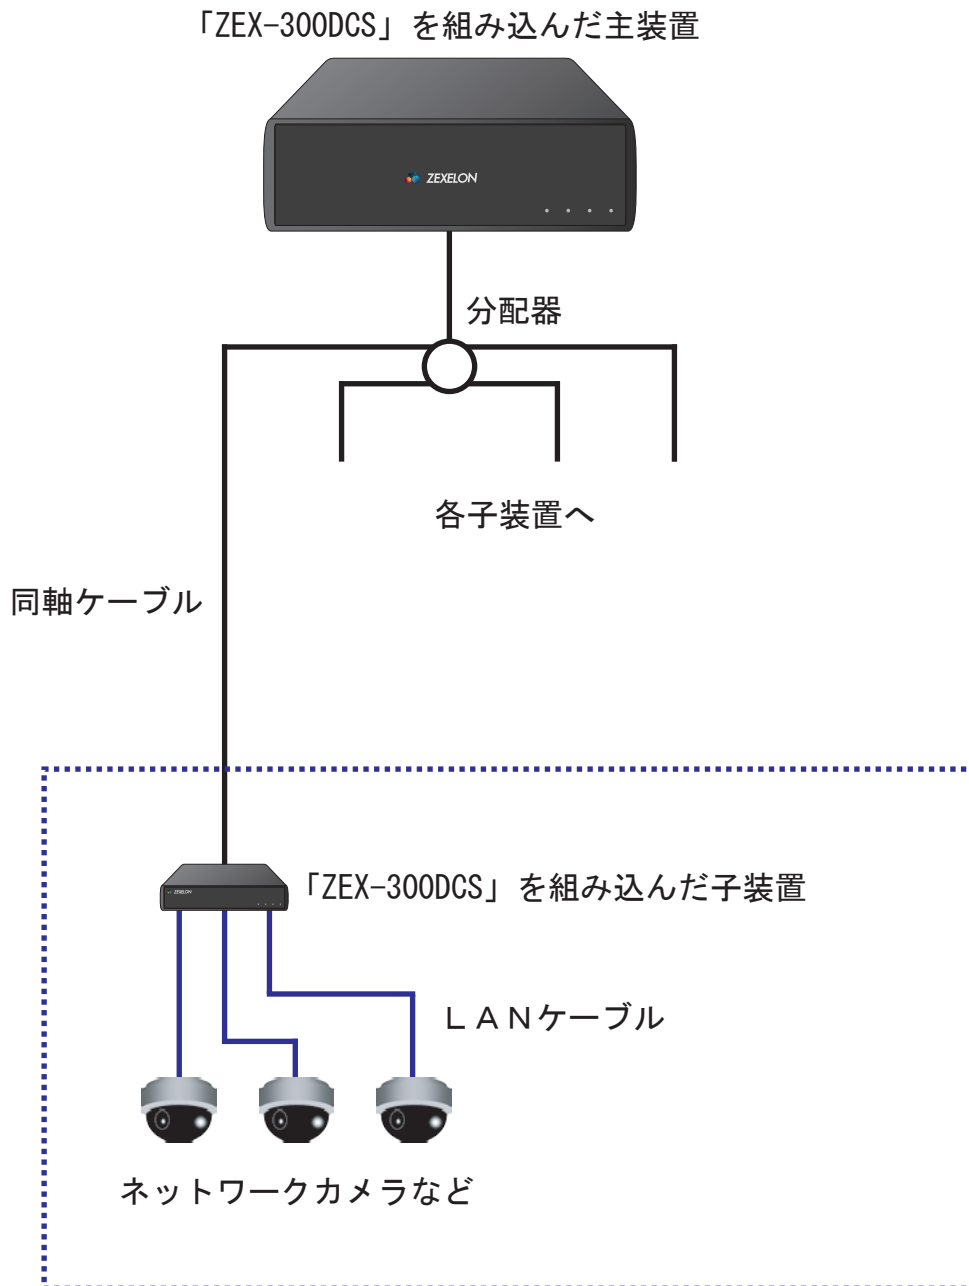 「ZEX-300DCS」を組み込んだ主装置
ZEXELON
分配器
各子装置へ
同軸ケーブル
ZEXELON
「ZEX-300DCS」を組み込んだ子装置
ＬＡＮケーブル
ネットワークカメラなど